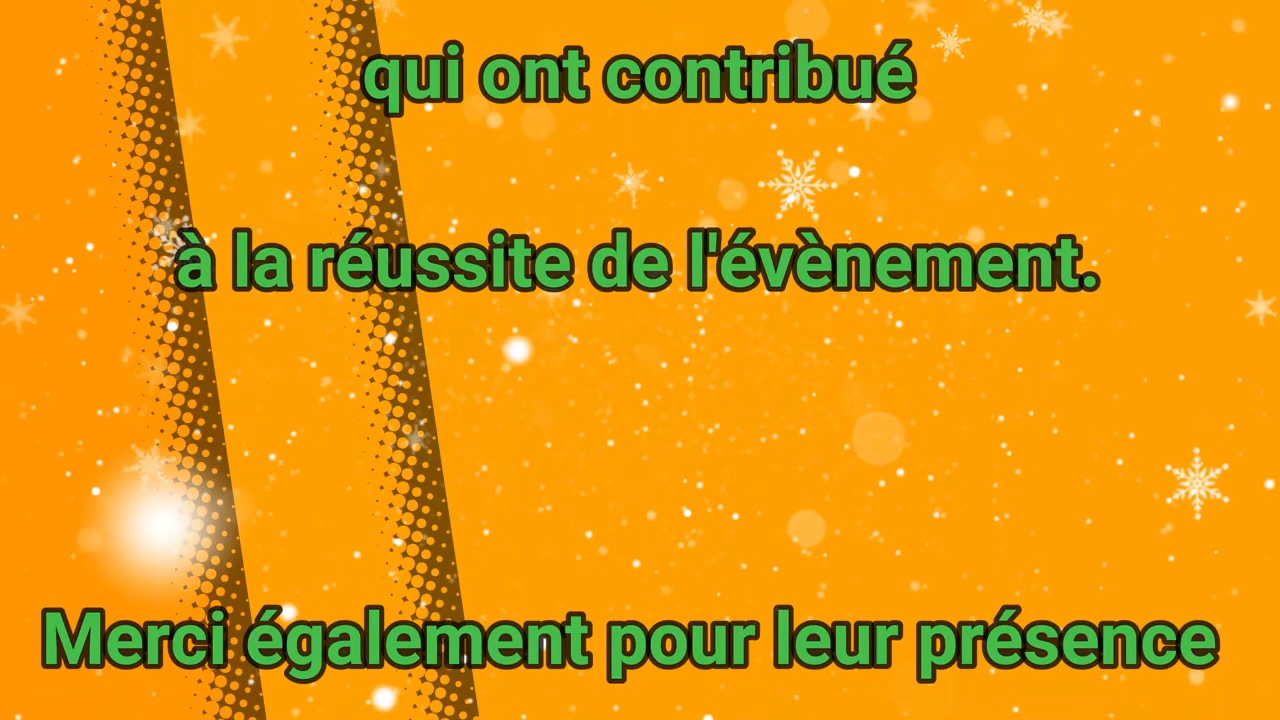 qui ont contribué
à la réussite de l'évènement.
Merci également pour leur présence